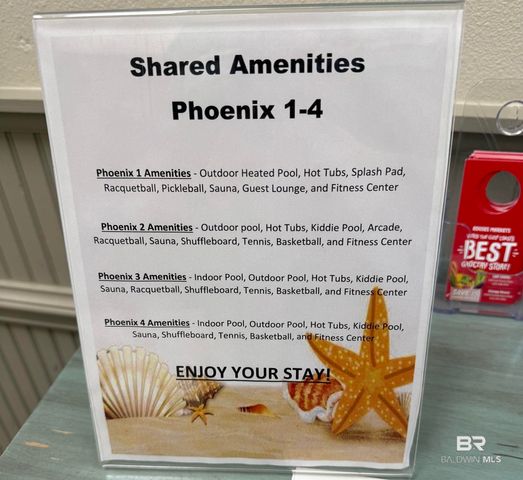 Shared Amenities
Phoenix 1-4
Phoenix 1 Amenities - Outdoor Heated Pool, Hot Tubs, Splash Pad,
Racquetball, Pickleball, Sauna, Guest Lounge, and Fitness Center
Phoenix 2 Amenities - Outdoor pool, Hot Tubs, Kiddie Pool, Arcade,
Racquetball, Sauna, Shuffleboard, Tennis, Basketball, and Fitness Center
Phoenix 3 Amenities - Indoor Pool, Outdoor Pool, Hot Tubs, Kiddie Pool,
Sauna, Racquetball, Shuffleboard, Tennis, Basketball, and Fitness Center
Phoenix 4 Amenities - Indoor Pool, Outdoor Pool, Hot Tubs, Kiddie Pool,
Sauna, Shuffleboard, Tennis, Basketball, and Fitness Center
ENJOY YOUR STAY!
ROUSES MARKETS
BEST
GROCERY STORE!
BR
BALDWIN MLS